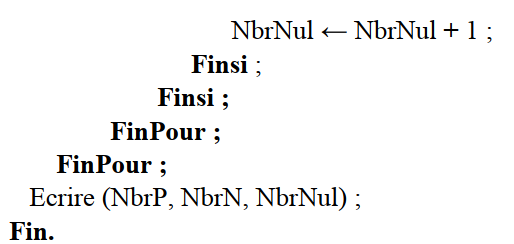 NbrNul ← NbrNul + 1 ;
Finsi ;
Finsi ;
FinPour ;
FinPour ;
Ecrire (NbrP, NbrN, NbrNul) ;
Fin.